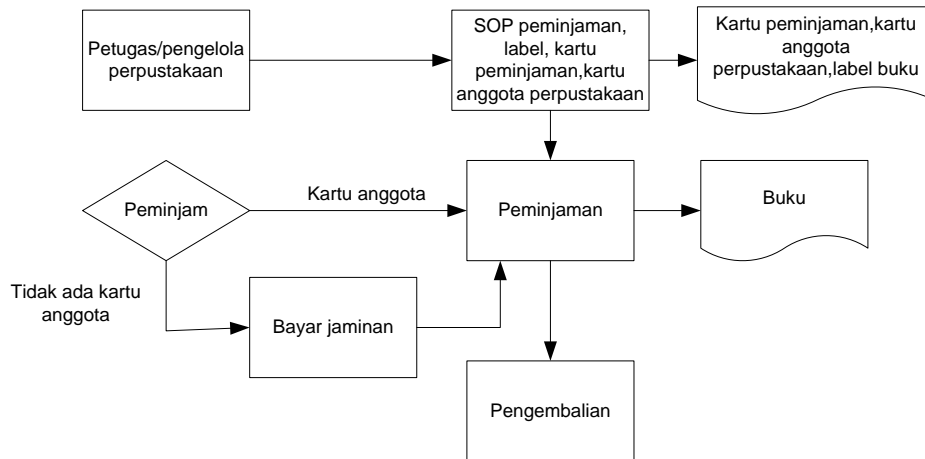 Petugas/pengelola
perpustakaan
SOP peminjaman,
label, kartu
peminjaman,kartu
anggota perpustakaan
Kartu peminjaman,kartu
anggota
perpustakaan,label buku
Peminjam
Kartu anggota
Peminjaman
Buku
Tidak ada kartu
anggota
Bayar jaminan
Pengembalian